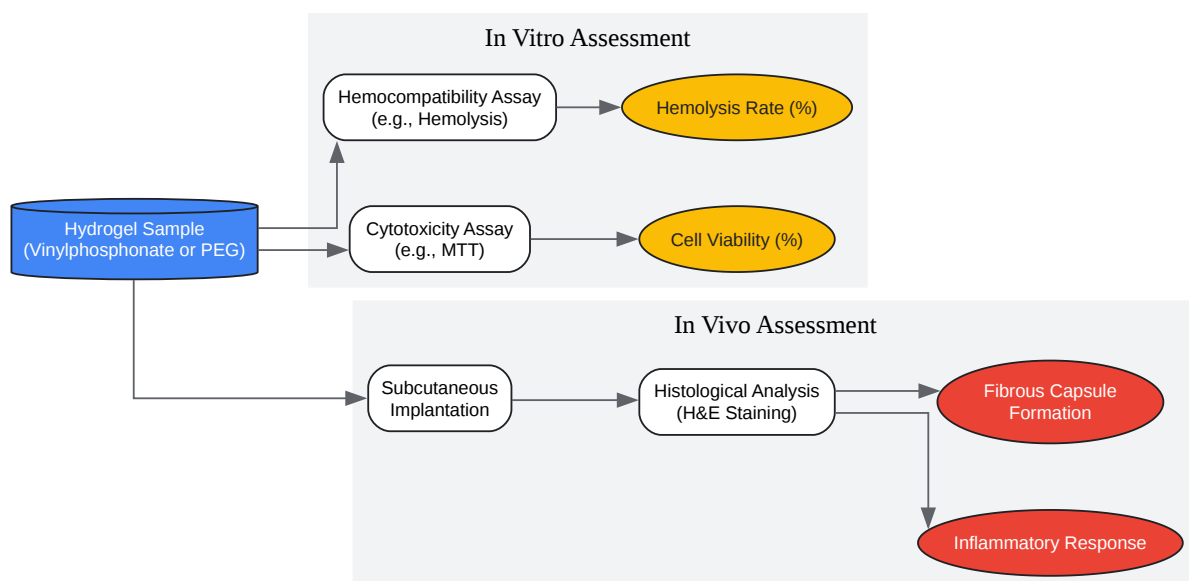 In Vitro Assessment
Hemocompatibility Assay
(e.g., Hemolysis)
Hemolysis Rate (%)
Hydrogel Sample
(Vinylphosphonate or PEG)
Cytotoxicity Assay
(e.g., MTT)
Cell Viability (%)
In Vivo Assessment
Subcutaneous
Implantation
Histological Analysis
(H&E Staining)
Fibrous Capsule
Formation
Inflammatory Response